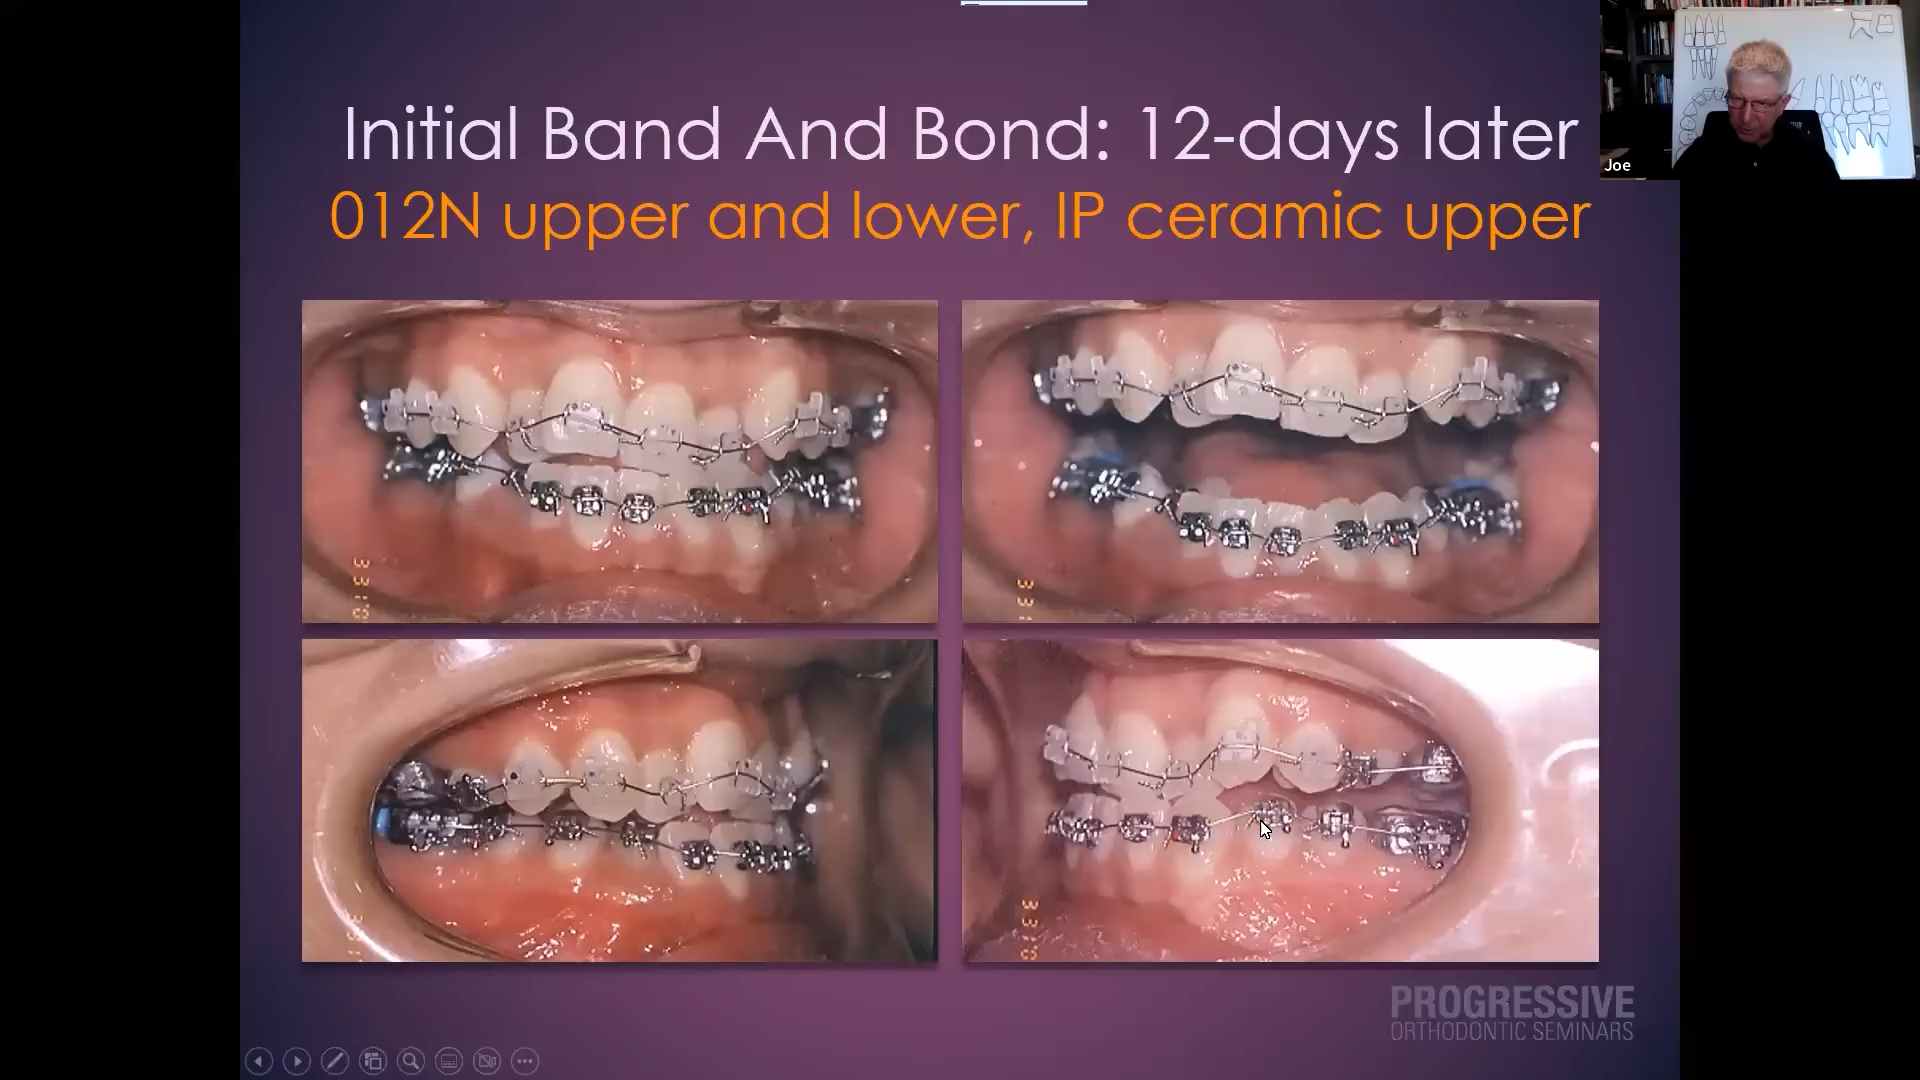 Initial Band And Bond: 12-days later
012N upper and lower, IP ceramic upper
Joe
PROGRESSIVE
ORTHODONTIC SEMINARS